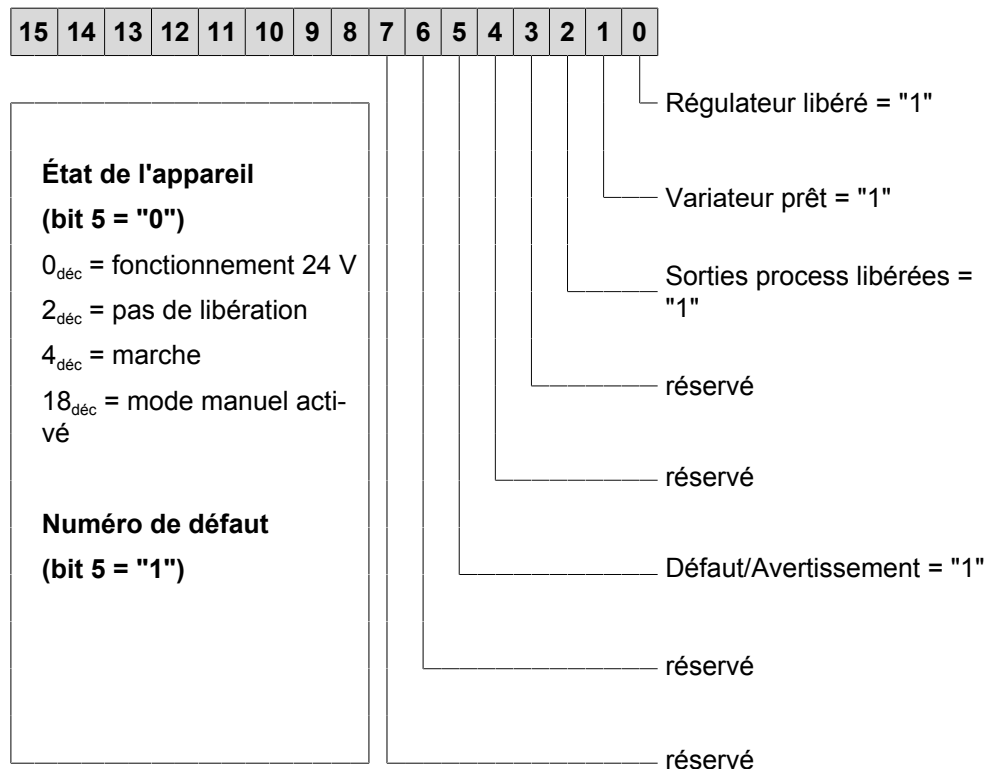 15 14 13 12 11 10 9 8 7 6 5 4 3 2 1 0
Régulateur libéré = "1"
Variateur prêt = "1"
Sorties process libérées =
"1"
réservé
réservé
Défaut/Avertissement = "1"
réservé
réservé
État de l'appareil
(bit 5 = "0")
0déc = fonctionnement 24 V
2déc = pas de libération
4déc = marche
18déc = mode manuel acti-
vé
Numéro de défaut
(bit 5 = "1")